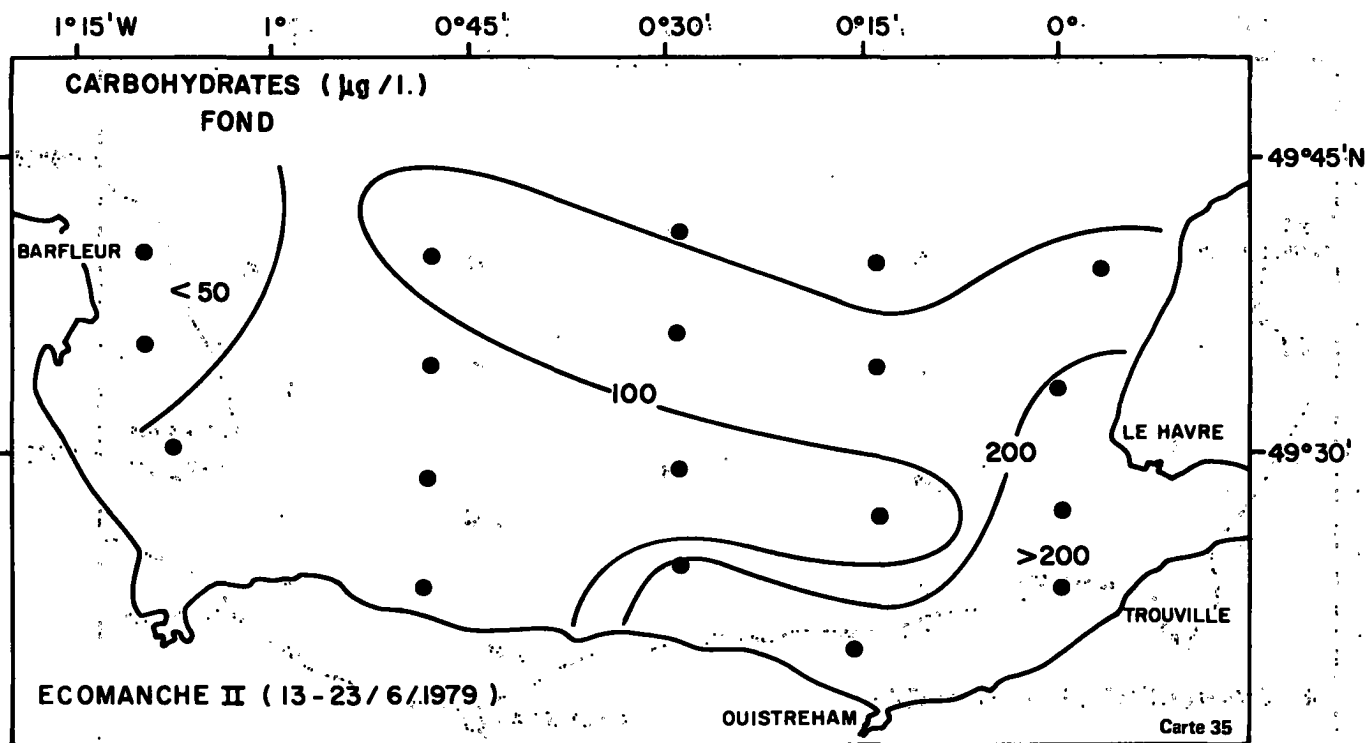 1°15'W 1° 0°45' 0°30' 0°15' 0°
CARBOHYDRATES (µg/l.)
FOND
49°45'N
BARFLEUR
<50
100
200
LE HAVRE
49°30'
>200
TROUVILLE
ECOMANCHE II (13-23/6/1979)
OUISTREHAM
Carte 35